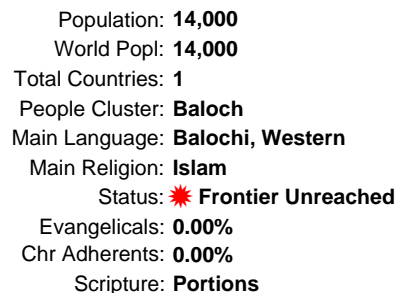 Population: 14,000
World Popl: 14,000
Total Countries: 1
People Cluster: Baloch
Main Language: Balochi, Western
Main Religion: Islam
Status: Frontier Unreached
Evangelicals: 0.00%
Chr Adherents: 0.00%
Scripture: Portions